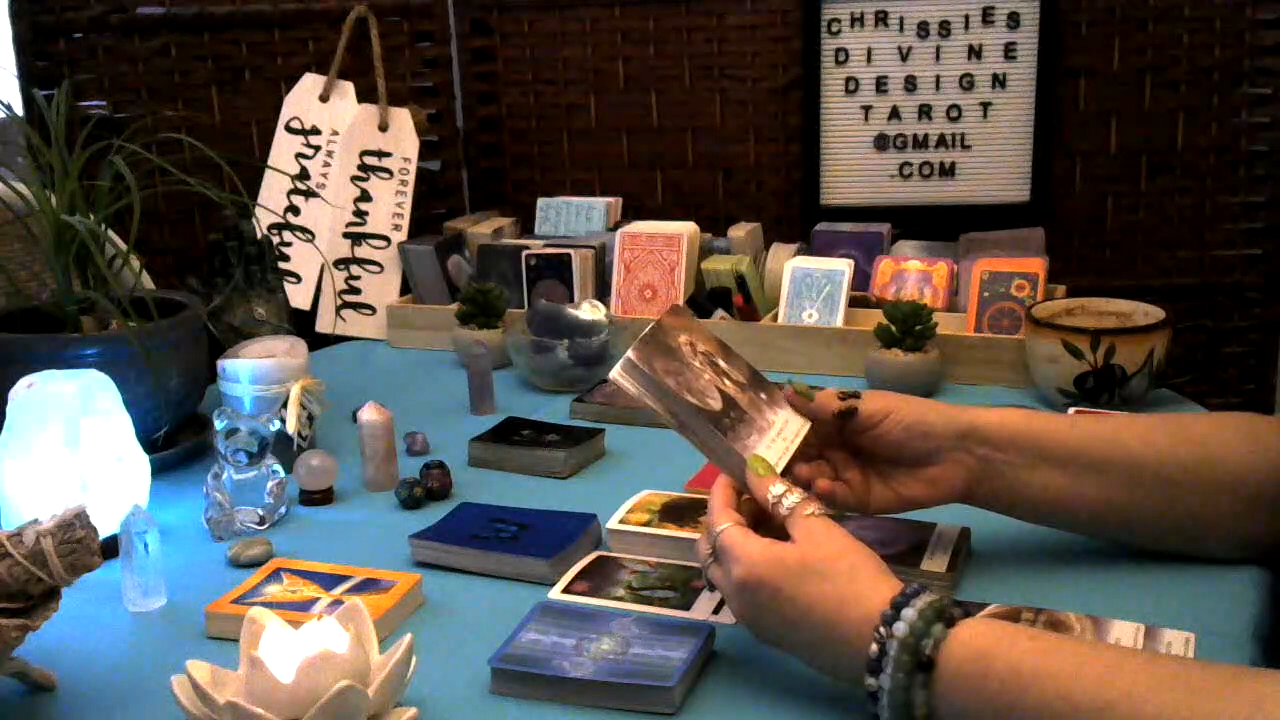 CHRISSIES
DIVINE
DESIGN
TAROT
@GMAIL
.COM
ALWAYS
grateful
FOREVER
thankful